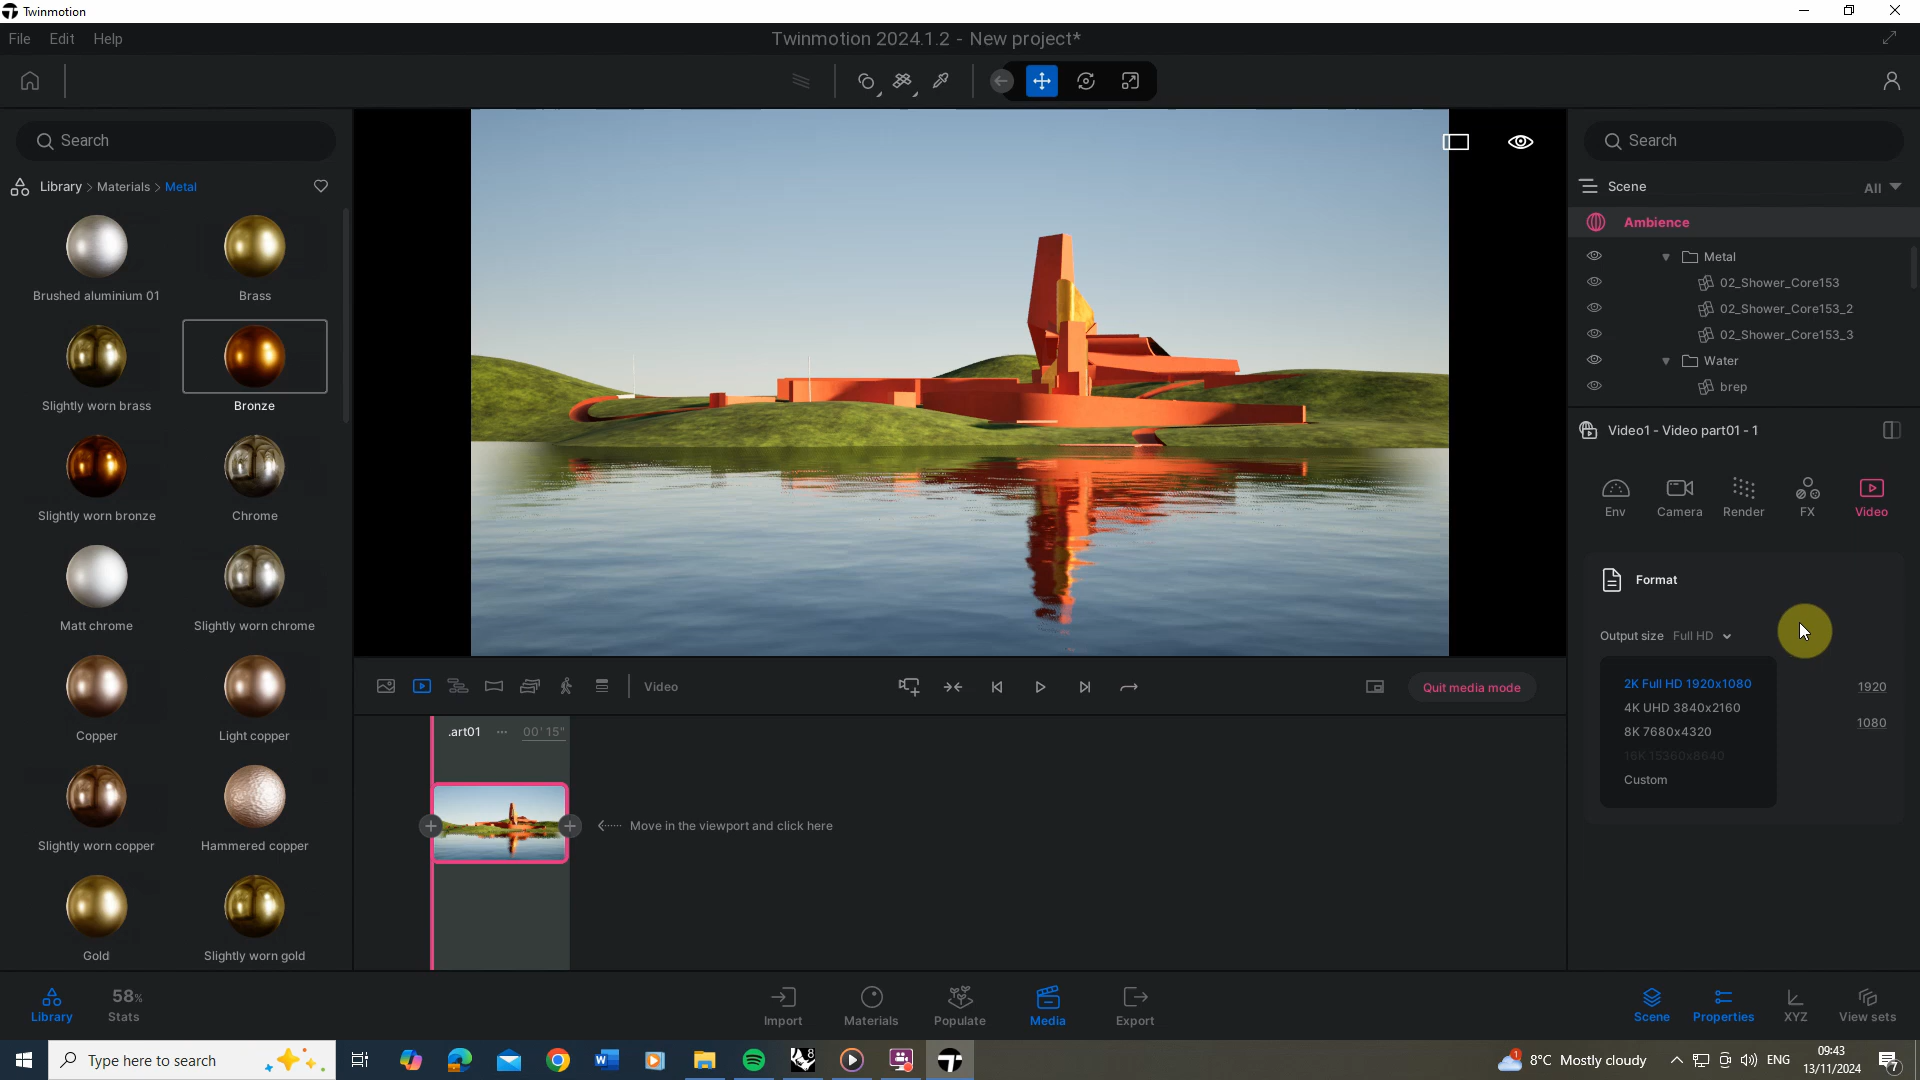 Twinmotion
File Edit Help
Twinmotion 2024.1.2 - New project*
Search
Library > Materials > Metal
Brushed aluminium 01
Brass
Slightly worn brass
Bronze
Slightly worn bronze
Chrome
Matt chrome
Slightly worn chrome
Copper
Light copper
Slightly worn copper
Hammered copper
Gold
Slightly worn gold
Video
Quit media mode
.art01 ... 00' 15"
Move in the viewport and click here
Search
Scene
All
Ambience
Metal
02_Shower_Core153
02_Shower_Core153_2
02_Shower_Core153_3
Water
brep
Video1 - Video part01 - 1
Env Camera Render FX Video
Format
Output size Full HD
2K Full HD 1920x1080
4K UHD 3840x2160
8K 7680x4320
16K 15360x8640
Custom
1920
1080
Library
58%
Stats
Import Materials Populate Media Export
Scene Properties XYZ View sets
Type here to search
1
8°C Mostly cloudy
ENG
09:43
13/11/2024
7